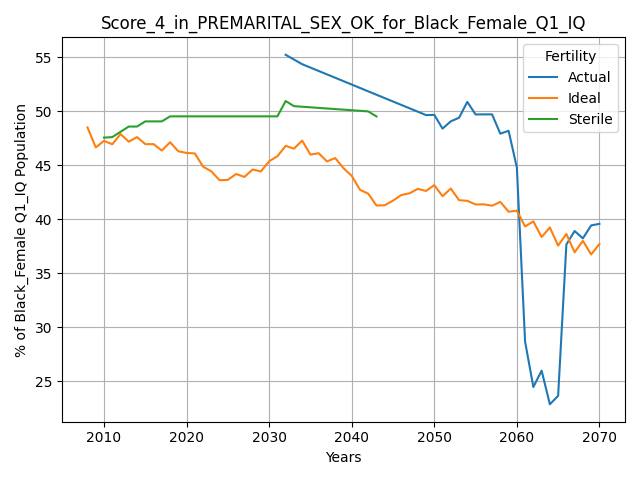 Score_4_in_PREMARITAL_SEX_OK_for_Black_Female_Q1_IQ
% of Black_Female Q1_IQ Population
55
50
45
40
35
30
25
Fertility
Actual
Ideal
Sterile
2010 2020 2030 2040 2050 2060 2070
Years